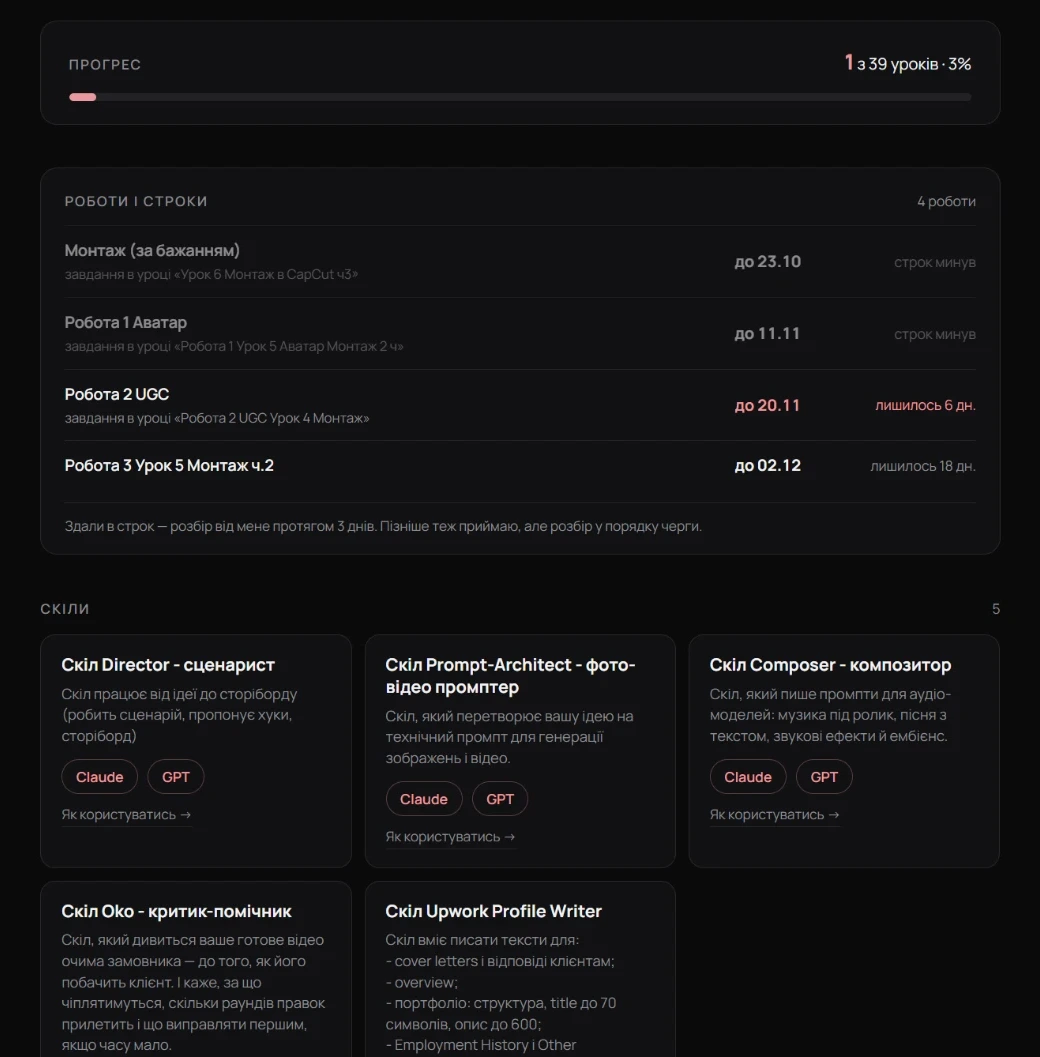 ПРОГРЕС
1 з 39 уроків · 3%
РОБОТИ І СТРОКИ
4 роботи
Монтаж (за бажанням)
завдання в уроці «Урок 6 Монтаж в CapCut ч3»
до 23.10
строк минув
Робота 1 Аватар
завдання в уроці «Робота 1 Урок 5 Аватар Монтаж 2 ч»
до 11.11
строк минув
Робота 2 UGC
завдання в уроці «Робота 2 UGC Урок 4 Монтаж»
до 20.11
лишилось 6 дн.
Робота 3 Урок 5 Монтаж ч.2
до 02.12
лишилось 18 дн.
Здали в строк — розбір від мене протягом 3 днів. Пізніше теж приймаю, але розбір у порядку черги.
СКІЛИ
5
Скіл Director - сценарист
Скіл працює від ідеї до сторіборду
(робить сценарій, пропонує хуки,
сторіборд)
Claude
GPT
Як користуватись →
Скіл Prompt-Architect - фото-
відео промптер
Скіл, який перетворює вашу ідею на
технічний промпт для генерації
зображень і відео.
Claude
GPT
Як користуватись →
Скіл Composer - композитор
Скіл, який пише промпти для аудіо-
моделей: музика під ролик, пісня з
текстом, звукові ефекти й ембієнс.
Claude
GPT
Як користуватись →
Скіл Oko - критик-помічник
Скіл, який дивиться ваше готове відео
очима замовника — до того, як його
побачить клієнт. І каже, за що
чіплятимуться, скільки раундів правок
прилетить і що виправляти першим,
якщо часу мало.
Скіл Upwork Profile Writer
Скіл вміє писати тексти для:
- cover letters і відповіді клієнтам;
- overview;
- портфоліо: структура, title до 70
символів, опис до 600;
- Employment History і Other